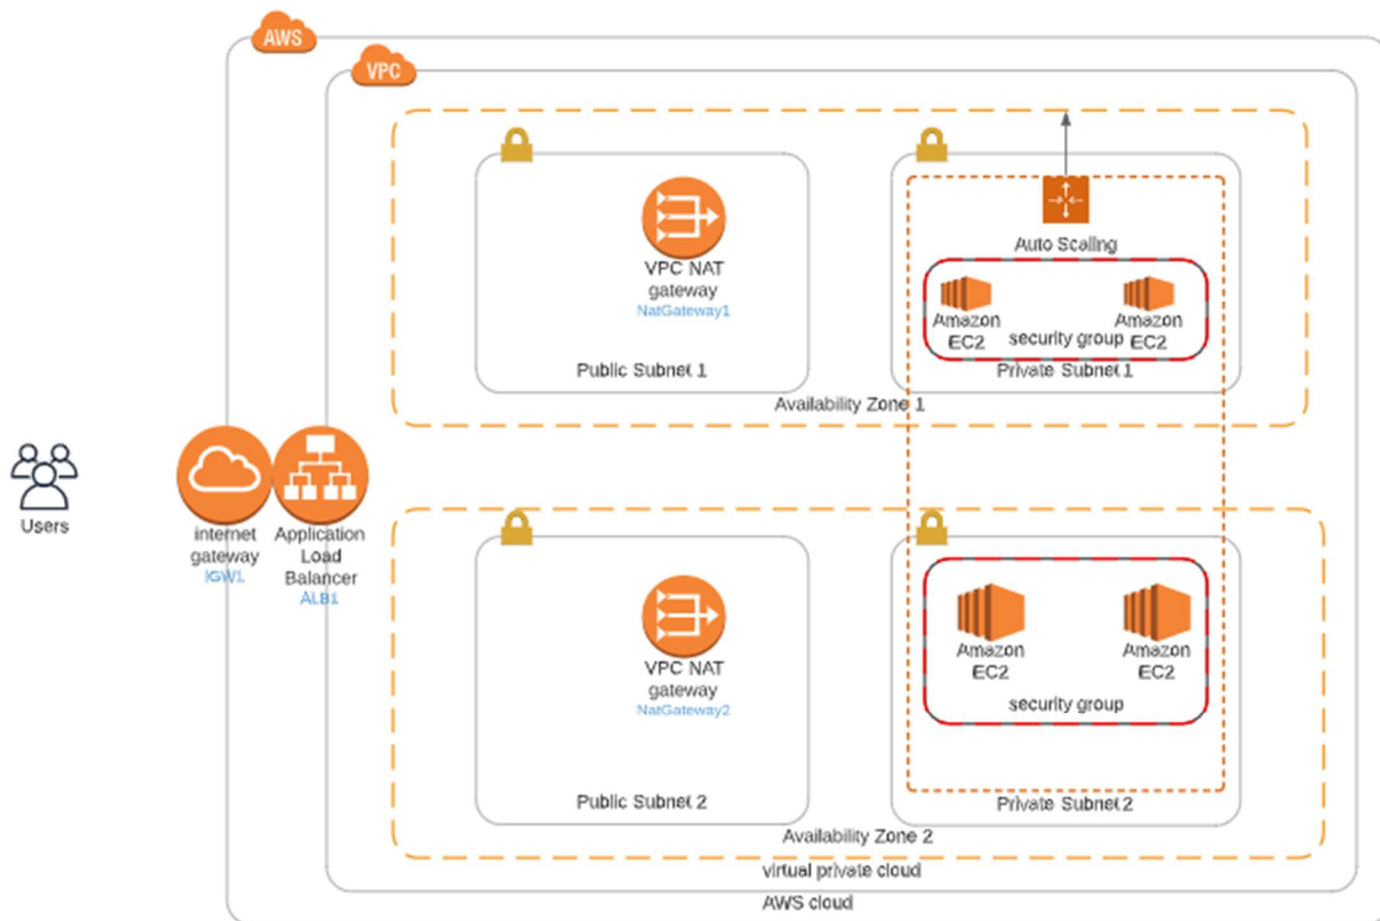 AWS
VPC
VPC NAT
gateway
NatGateway1
Public Subnet 1
Auto Scaling
Amazon
EC2
Amazon
EC2
security group
Private Subnet 1
Availability Zone 1
Users
internet
gateway
IGW1
Application
Load
Balancer
ALB1
VPC NAT
gateway
NatGateway2
Public Subnet 2
Amazon
EC2
Amazon
EC2
security group
Private Subnet 2
Availability Zone 2
virtual private cloud
AWS cloud